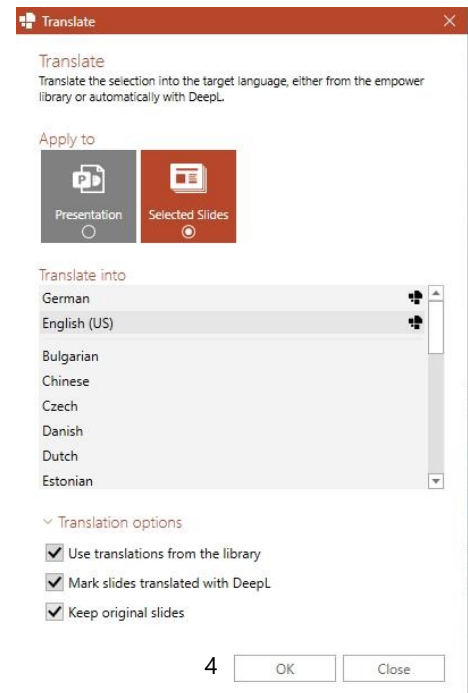 Translate
Translate
Translate the selection into the target language, either from the empower
library or automatically with DeepL.
Apply to
Presentation
Selected Slides
Translate into
German
English (US)
Bulgarian
Chinese
Czech
Danish
Dutch
Estonian
Translation options
Use translations from the library
Mark slides translated with DeepL
Keep original slides
4 OK Close